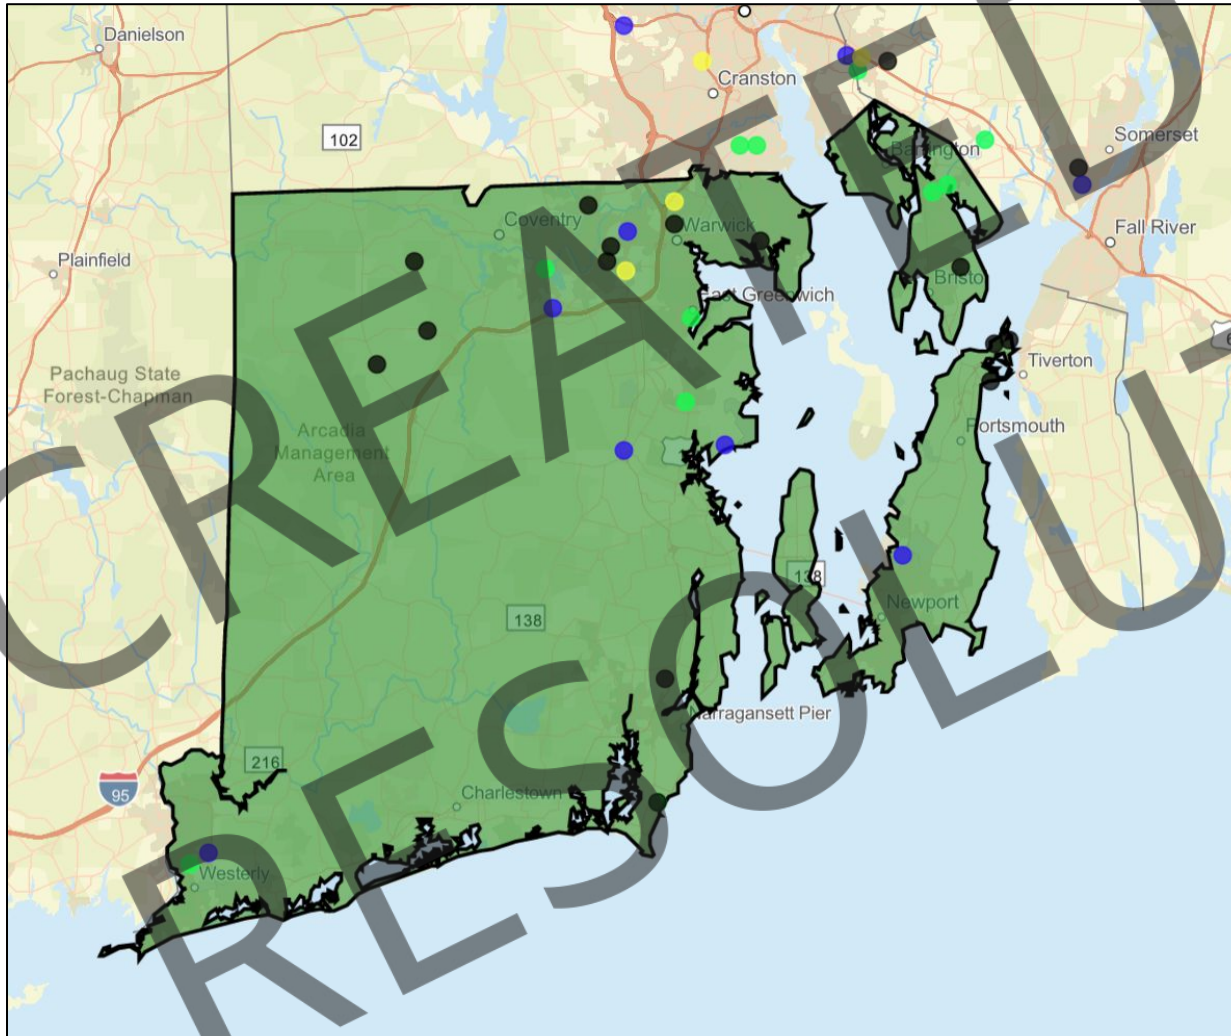 Danielson
Cranston
102
Somerset
Barrington
Coventry
Warwick
Fall River
Plainfield
Bristol
East Greenwich
Tiverton
Pachaug State
Forest-Chapman
Arcadia
Management
Area
Portsmouth
138
Newport
138
Narragansett Pier
216
95
Charlestown
Westerly
CREATED
RESOLUT